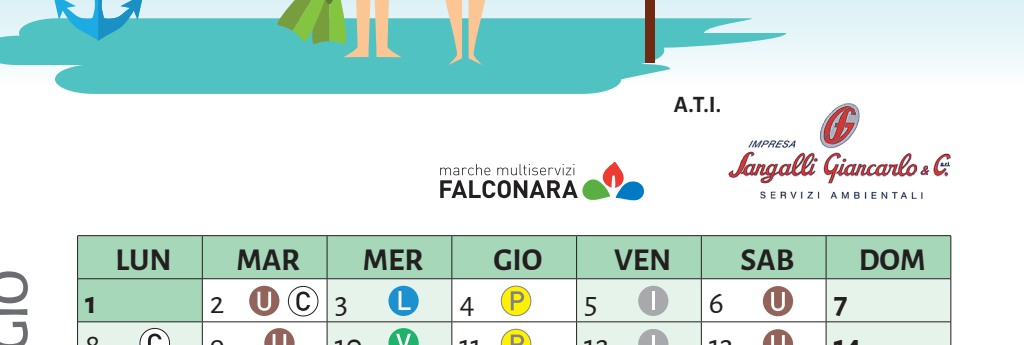 A.T.I.
IMPRESA
Sangalli Giancarlo & C. s.r.l.
SERVIZI AMBIENTALI
marche multiservizi
FALCONARA
LUN MAR MER GIO VEN SAB DOM
1 2 U C 3 L 4 P 5 I 6 U 7
GIO